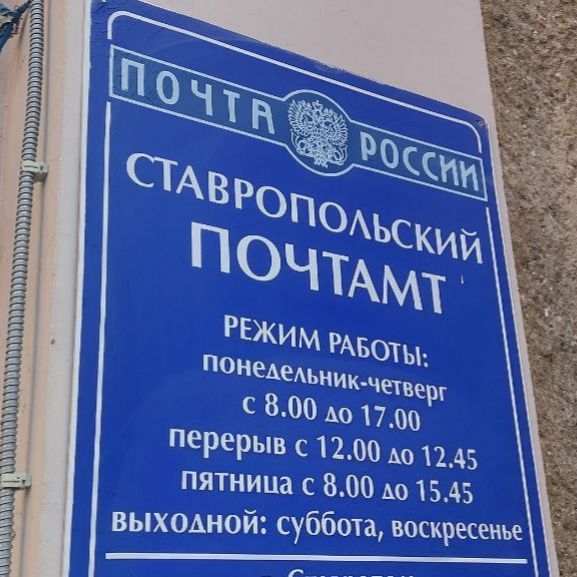 ПОЧТА РОССИИ
СТАВРОПОЛЬСКИЙ
ПОЧТАМТ
РЕЖИМ РАБОТЫ:
понедельник-четверг
с 8.00 до 17.00
перерыв с 12.00 до 12.45
пятница с 8.00 до 15.45
выходной: суббота, воскресенье